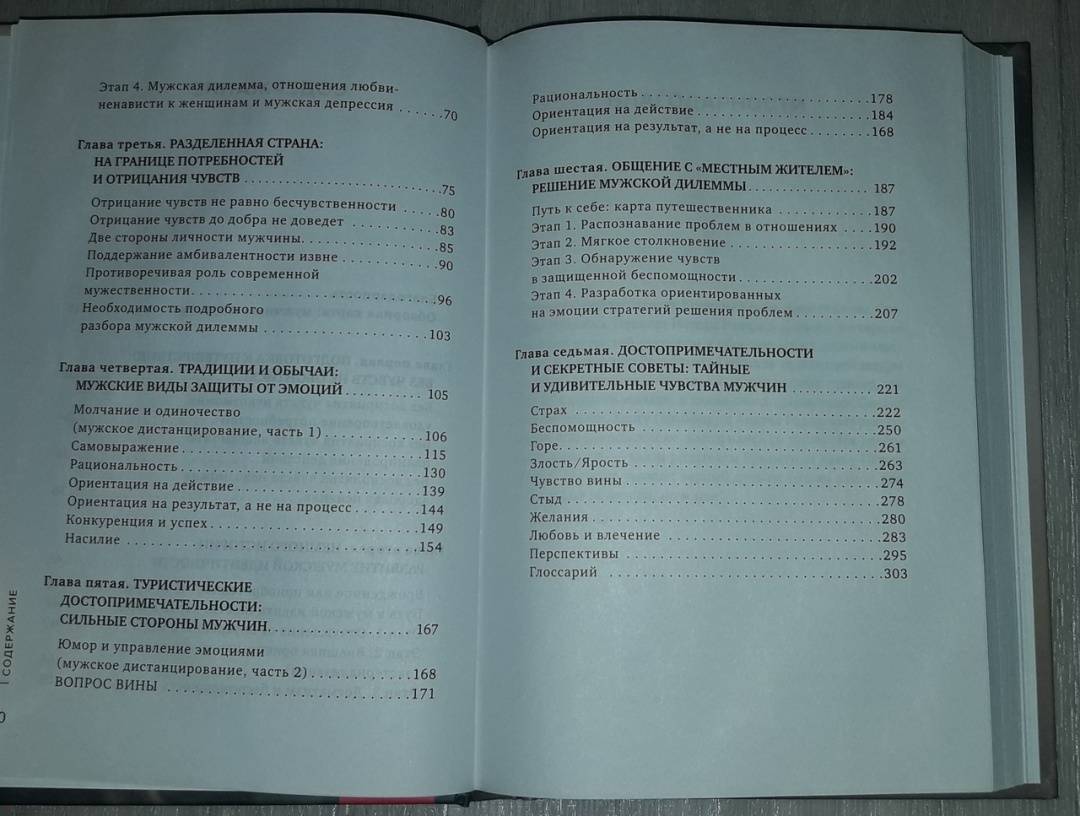 Этап 4. Мужская дилемма, отношения любви-
ненависти к женщинам и мужская депрессия . . . . . . .70
Глава третья. РАЗДЕЛЕННАЯ СТРАНА:
НА ГРАНИЦЕ ПОТРЕБНОСТЕЙ
И ОТРИЦАНИЯ ЧУВСТВ . . . . . . . . . . . . . . . . . . . . . . . . . . .75
Отрицание чувств не равно бесчувственности . . . . . .80
Отрицание чувств до добра не доведет . . . . . . . . . . . . .83
Две стороны личности мужчины. . . . . . . . . . . . . . . . . .85
Поддержание амбивалентности извне . . . . . . . . . . . . .90
Противоречивая роль современной
мужественности. . . . . . . . . . . . . . . . . . . . . . . . . . . . . . .96
Необходимость подробного
разбора мужской дилеммы . . . . . . . . . . . . . . . . . . . . . .103
Глава четвертая. ТРАДИЦИИ И ОБЫЧАИ:
МУЖСКИЕ ВИДЫ ЗАЩИТЫ ОТ ЭМОЦИЙ . . . . . . . . . . . 105
Молчание и одиночество
(мужское дистанцирование, часть 1) . . . . . . . . . . . . . 106
Самовыражение. . . . . . . . . . . . . . . . . . . . . . . . . . . . . . . 115
Рациональность . . . . . . . . . . . . . . . . . . . . . . . . . . . . . . 130
Ориентация на действие . . . . . . . . . . . . . . . . . . . . . . . 139
Ориентация на результат, а не на процесс . . . . . . . . . 144
Конкуренция и успех . . . . . . . . . . . . . . . . . . . . . . . . . . 149
Насилие . . . . . . . . . . . . . . . . . . . . . . . . . . . . . . . . . . . . 154
Глава пятая. ТУРИСТИЧЕСКИЕ
ДОСТОПРИМЕЧАТЕЛЬНОСТИ:
СИЛЬНЫЕ СТОРОНЫ МУЖЧИН. . . . . . . . . . . . . . . . . . 167
Юмор и управление эмоциями
(мужское дистанцирование, часть 2) . . . . . . . . . . . . .168
ВОПРОС ВИНЫ . . . . . . . . . . . . . . . . . . . . . . . . . . . . . .171
| СОДЕРЖАНИЕ
0
Рациональность . . . . . . . . . . . . . . . . . . . . . . . . . . . . .178
Ориентация на действие . . . . . . . . . . . . . . . . . . . . . . .184
Ориентация на результат, а не на процесс . . . . . . . . .168
Глава шестая. ОБЩЕНИЕ С «МЕСТНЫМ ЖИТЕЛЕМ»:
РЕШЕНИЕ МУЖСКОЙ ДИЛЕММЫ. . . . . . . . . . . . . . . . 187
Путь к себе: карта путешественника . . . . . . . . . . . . . 187
Этап 1. Распознавание проблем в отношениях . . . . .190
Этап 2. Мягкое столкновение . . . . . . . . . . . . . . . . . . .192
Этап 3. Обнаружение чувств
в защищенной беспомощности . . . . . . . . . . . . . . . . . .202
Этап 4. Разработка ориентированных
на эмоции стратегий решения проблем . . . . . . . . . . .207
Глава седьмая. ДОСТОПРИМЕЧАТЕЛЬНОСТИ
И СЕКРЕТНЫЕ СОВЕТЫ: ТАЙНЫЕ
И УДИВИТЕЛЬНЫЕ ЧУВСТВА МУЖЧИН . . . . . . . . . . . 221
Страх . . . . . . . . . . . . . . . . . . . . . . . . . . . . . . . . . . . . . .222
Беспомощность . . . . . . . . . . . . . . . . . . . . . . . . . . . . . .250
Горе. . . . . . . . . . . . . . . . . . . . . . . . . . . . . . . . . . . . . . . .261
Злость/Ярость . . . . . . . . . . . . . . . . . . . . . . . . . . . . . . .263
Чувство вины . . . . . . . . . . . . . . . . . . . . . . . . . . . . . . . .274
Стыд . . . . . . . . . . . . . . . . . . . . . . . . . . . . . . . . . . . . . . .278
Желания . . . . . . . . . . . . . . . . . . . . . . . . . . . . . . . . . . . .280
Любовь и влечение . . . . . . . . . . . . . . . . . . . . . . . . . . . .283
Перспективы . . . . . . . . . . . . . . . . . . . . . . . . . . . . . . . .295
Глоссарий . . . . . . . . . . . . . . . . . . . . . . . . . . . . . . . . . . .303